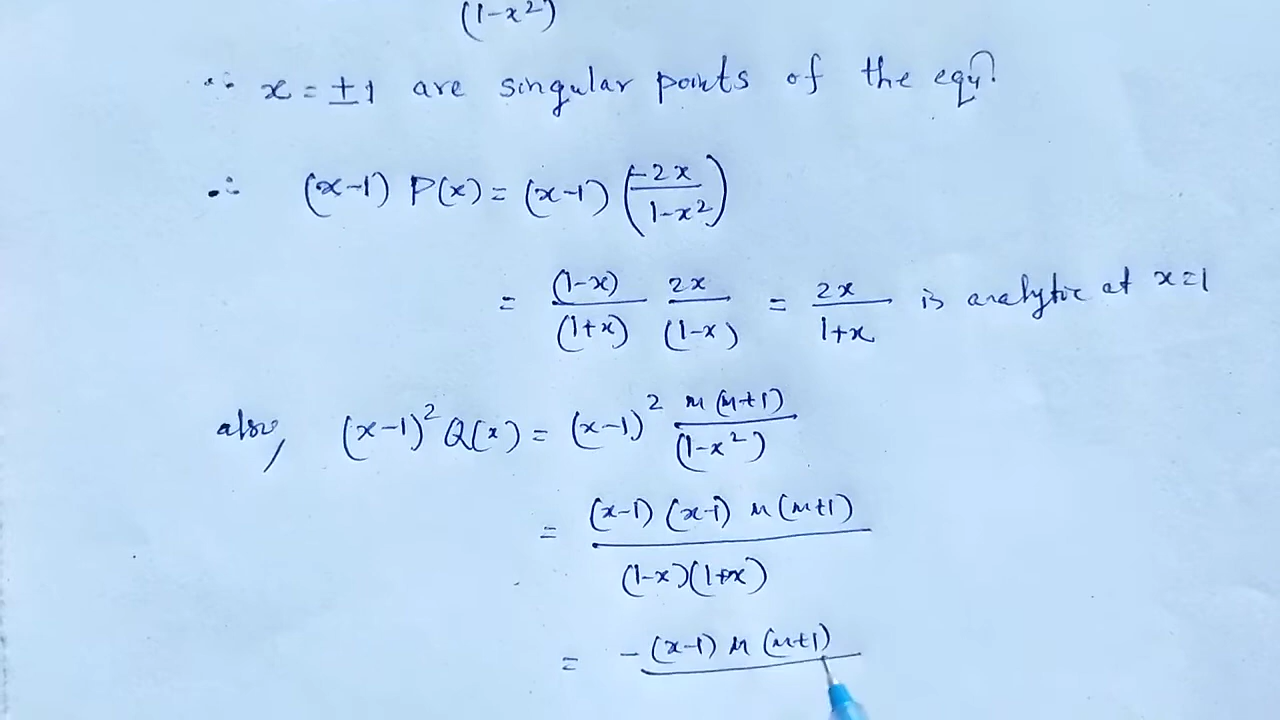 (1-x²)
∴ x = ±1 are singular points of the eqn.
∴ (x-1) P(x) = (x-1) (-2x / 1-x²)
= (1-x)/(1+x) 2x/(1-x) = 2x/1+x is analytic at x=1
also, (x-1)² Q(x) = (x-1)² n(n+1)/(1-x²)
= (x-1)(x-1) n(n+1) / (1-x)(1+x)
= -(x-1) n(n+1)